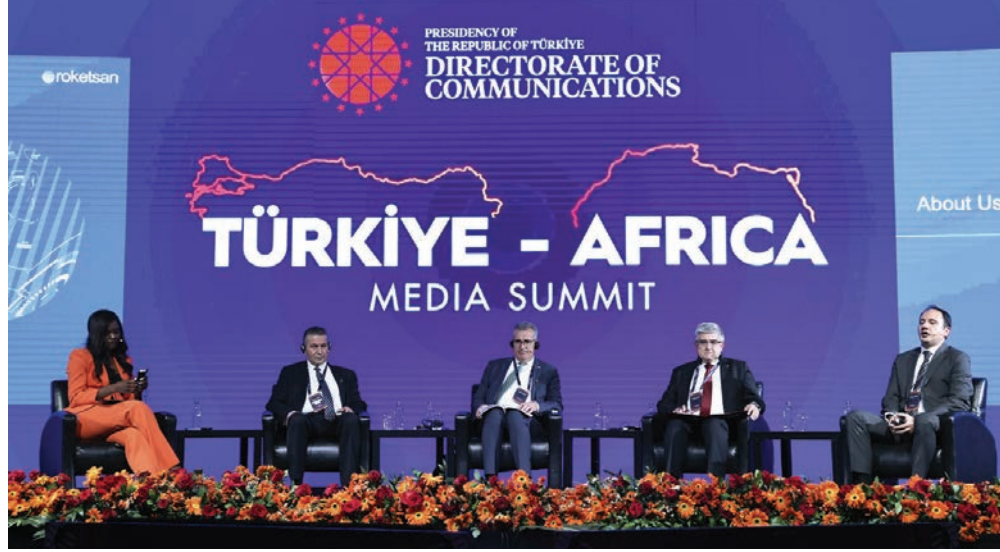 roketsan
PRESIDENCY OF
THE REPUBLIC OF TÜRKİYE
DIRECTORATE OF
COMMUNICATIONS
About Us
TÜRKİYE - AFRICA
MEDIA SUMMIT